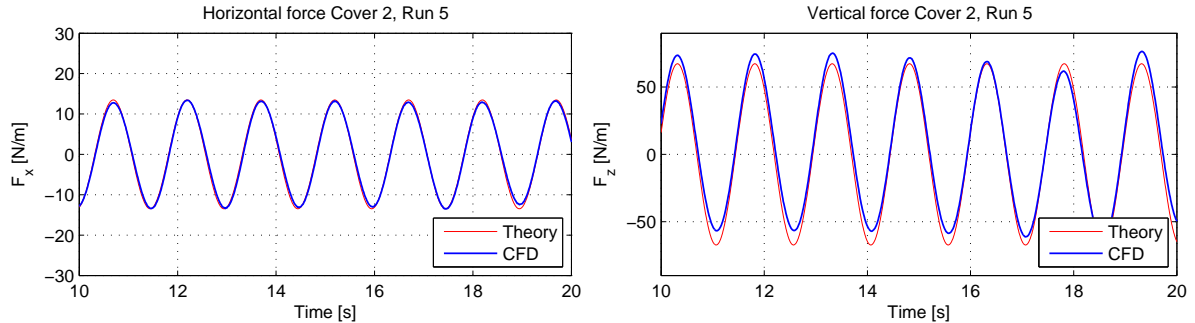 Horizontal force Cover 2, Run 5
30
20
10
0
−10
−20
−30
10 12 14 16 18 20
F_x [N/m]
Time [s]
Theory
CFD
Vertical force Cover 2, Run 5
50
0
−50
10 12 14 16 18 20
F_z [N/m]
Time [s]
Theory
CFD